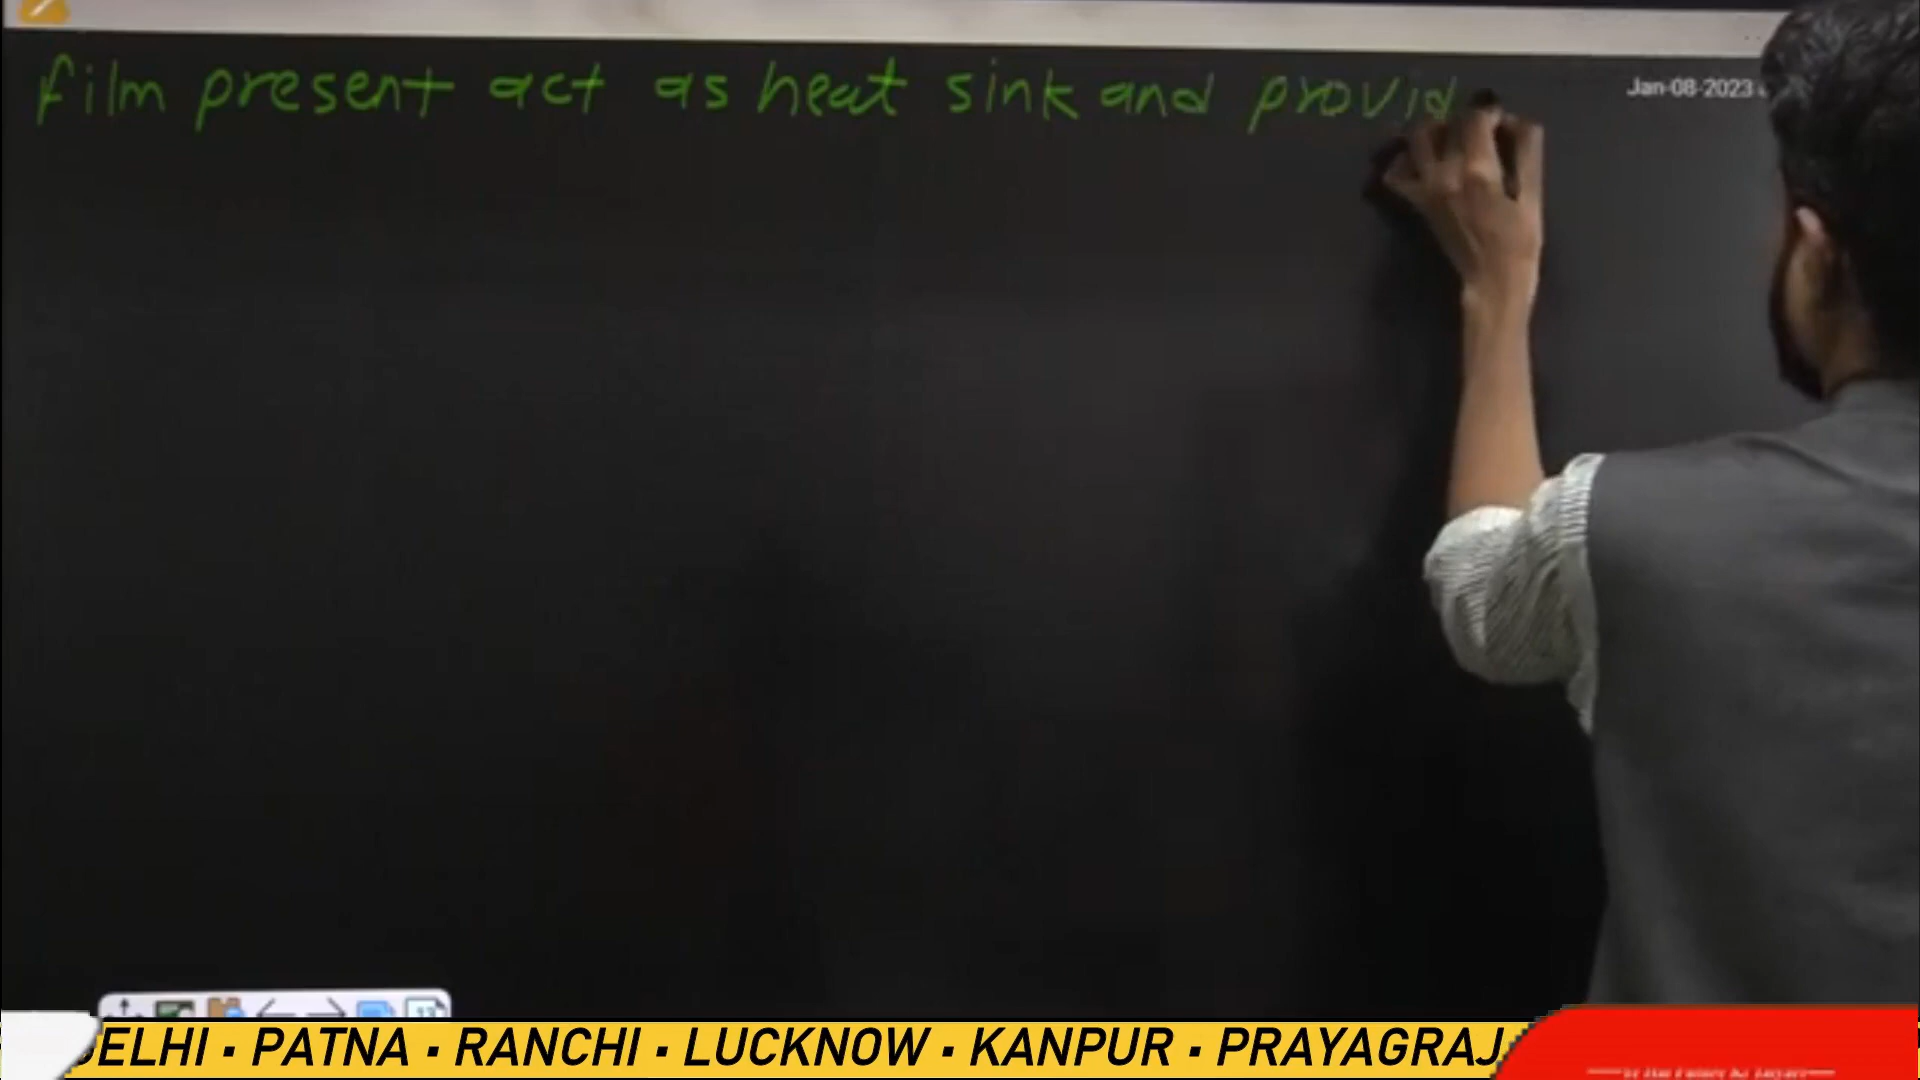 film present act as heat sink and provid
Jan-08-2023
ELHI • PATNA • RANCHI • LUCKNOW • KANPUR • PRAYAGRAJ